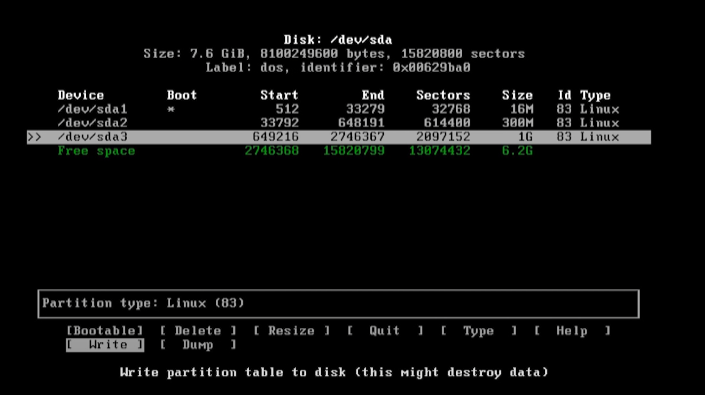 Disk: /dev/sda
Size: 7.6 GiB, 8100249600 bytes, 15820800 sectors
Label: dos, identifier: 0x00629ba0
Device Boot Start End Sectors Size Id Type
/dev/sda1 * 512 33279 32768 16M 83 Linux
/dev/sda2 33792 648191 614400 300M 83 Linux
>> /dev/sda3 649216 2746367 2097152 1G 83 Linux
Free space 2746368 15820799 13074432 6.2G
Partition type: Linux (83)
[Bootable] [ Delete ] [ Resize ] [ Quit ] [ Type ] [ Help ]
[ Write ] [ Dump ]
Write partition table to disk (this might destroy data)